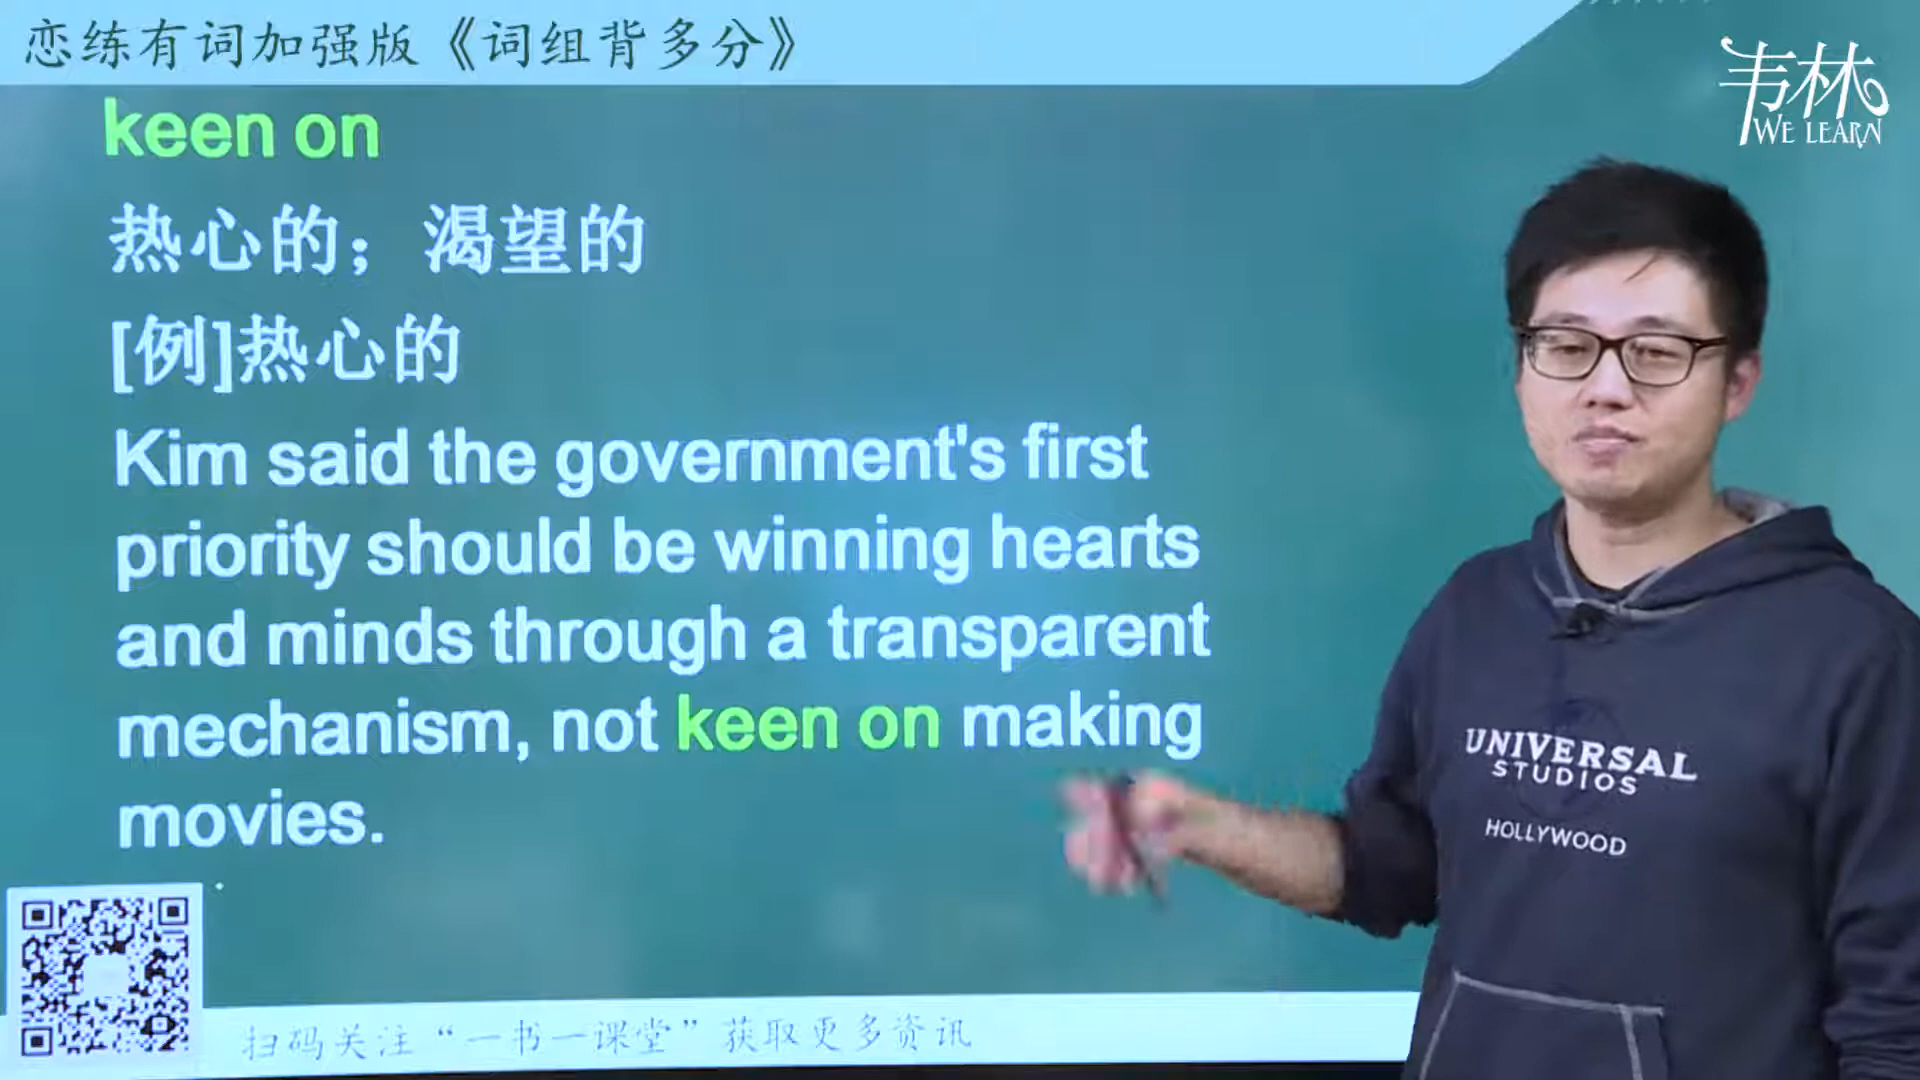 恋练有词加强版《词组背多分》
韦林
WE LEARN
keen on
热心的；渴望的
[例]热心的
Kim said the government's first
priority should be winning hearts
and minds through a transparent
mechanism, not keen on making
movies.
UNIVERSAL
STUDIOS
HOLLYWOOD
扫码关注“一书一课堂”获取更多资讯